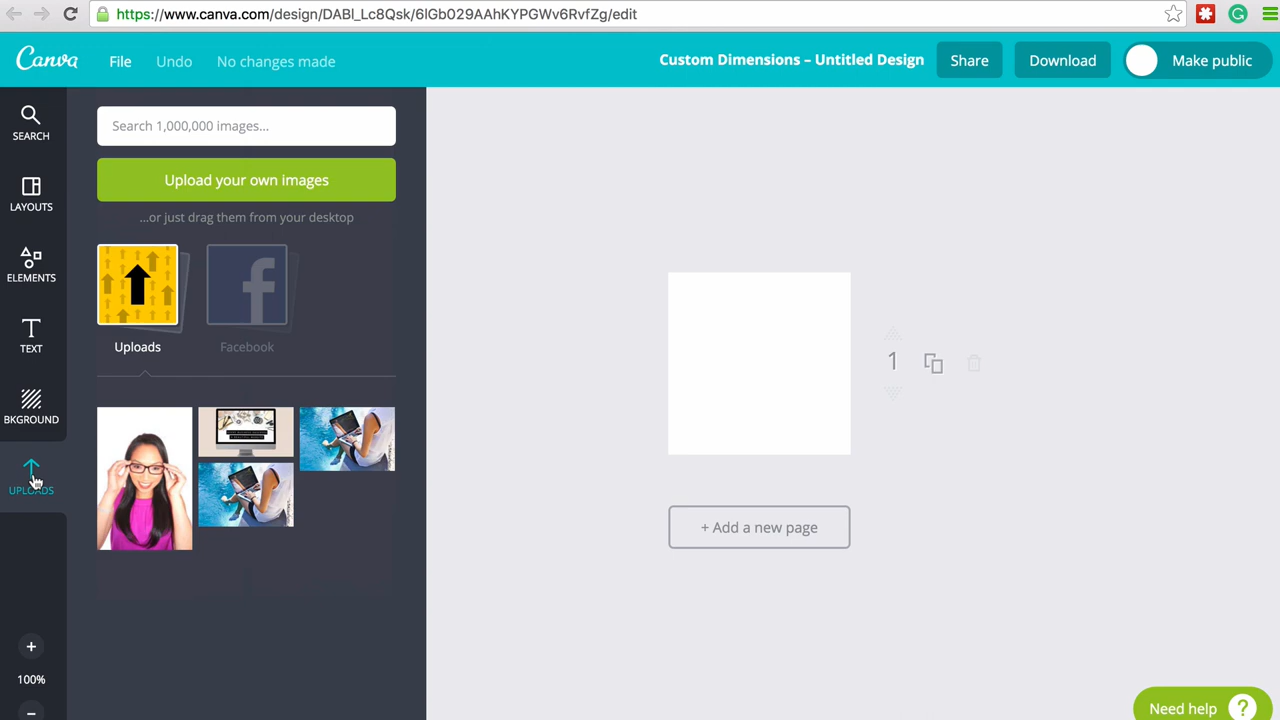 https://www.canva.com/design/DABl_Lc8Qsk/6lGb029AAhKYPGWv6RvfZg/edit
Canva
File
Undo
No changes made
Custom Dimensions – Untitled Design
Share
Download
Make public
SEARCH
LAYOUTS
ELEMENTS
TEXT
BKGROUND
UPLOADS
100%
Search 1,000,000 images...
Upload your own images
...or just drag them from your desktop
Uploads
Facebook
1
+ Add a new page
Need help ?